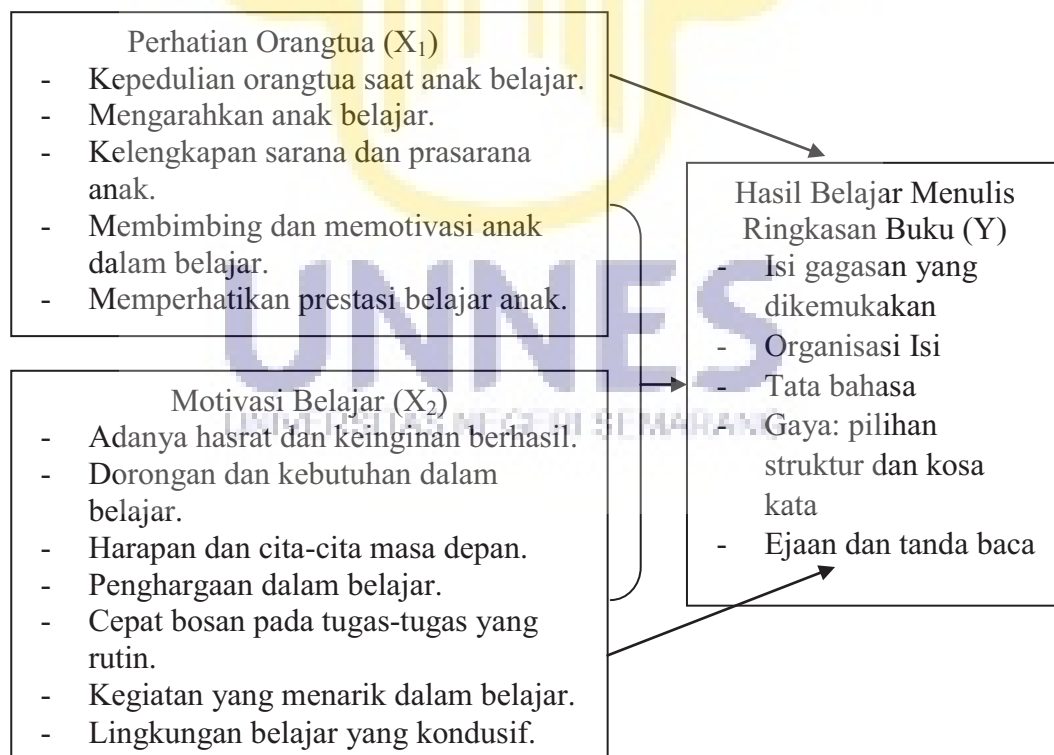 Perhatian Orangtua (X₁)
- Kepedulian orangtua saat anak belajar.
- Mengarahkan anak belajar.
- Kelengkapan sarana dan prasarana
anak.
- Membimbing dan memotivasi anak
dalam belajar.
- Memperhatikan prestasi belajar anak.
Motivasi Belajar (X₂)
- Adanya hasrat dan keinginan berhasil.
- Dorongan dan kebutuhan dalam
belajar.
- Harapan dan cita-cita masa depan.
- Penghargaan dalam belajar.
- Cepat bosan pada tugas-tugas yang
rutin.
- Kegiatan yang menarik dalam belajar.
- Lingkungan belajar yang kondusif.
Hasil Belajar Menulis
Ringkasan Buku (Y)
- Isi gagasan yang
dikemukakan
- Organisasi Isi
- Tata bahasa
- Gaya: pilihan
struktur dan kosa
kata
- Ejaan dan tanda baca
UNNES
UNIVERSITAS NEGERI SEMARANG